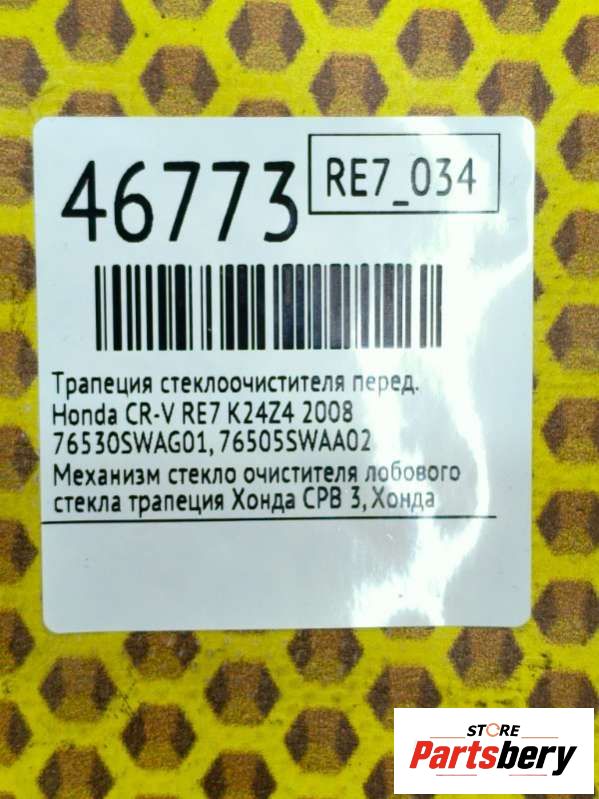 46773
RE7_034
Трапеция стеклоочистителя перед.
Honda CR-V RE7 K24Z4 2008
76530SWAG01, 76505SWAA02
Механизм стекло очистителя лобового
стекла трапеция Хонда СРВ 3, Хонда
STORE
Partsbery